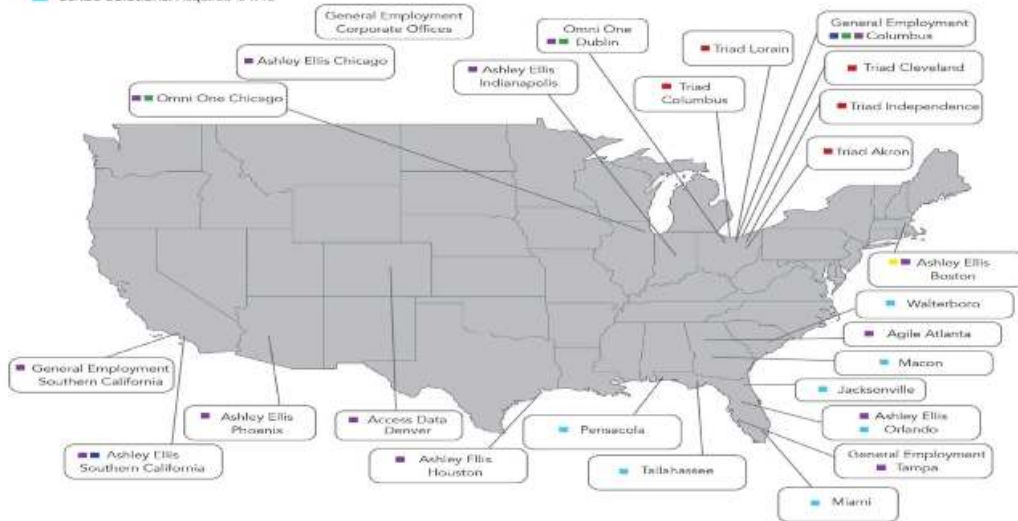 General Employment
Corporate Offices
Ashley Ellis Chicago
Omni One Chicago
Ashley Ellis
Indianapolis
Omni One
Dublin
Triad
Columbus
Triad Lorain
General Employment
Columbus
Triad Cleveland
Triad Independence
Triad Akron
Ashley Ellis
Boston
Walterboro
Agile Atlanta
Macon
Jacksonville
Ashley Ellis
Orlando
General Employment
Tampa
Miami
Tallahassee
Pensacola
Ashley Ellis
Houston
Access Data
Denver
Ashley Ellis
Phoenix
Ashley Ellis
Southern California
General Employment
Southern California